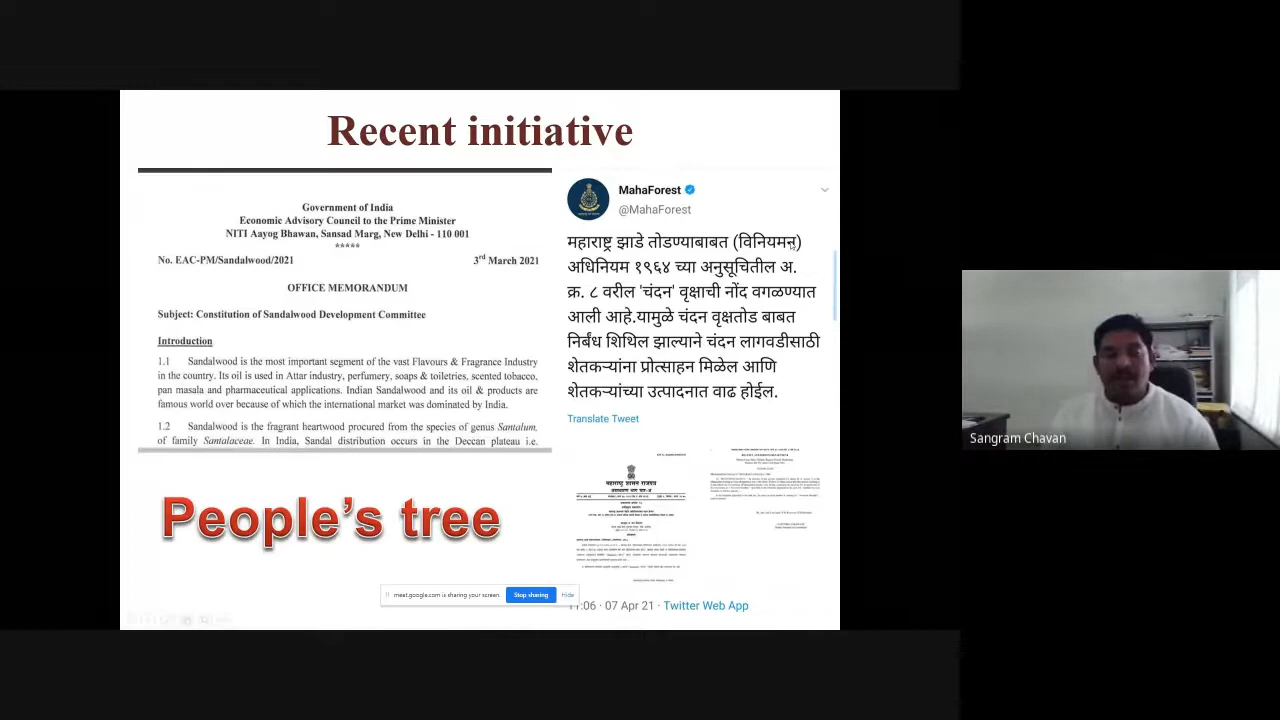 Recent initiative
Government of India
Economic Advisory Council to the Prime Minister
NITI Aayog Bhawan, Sansad Marg, New Delhi - 110 001
*****
No. EAC-PM/Sandalwood/2021 3rd March 2021
OFFICE MEMORANDUM
Subject: Constitution of Sandalwood Development Committee
Introduction
1.1 Sandalwood is the most important segment of the vast Flavours & Fragrance Industry
in the country. Its oil is used in Attar industry, perfumery, soaps & toiletries, scented tobacco,
pan masala and pharmaceutical applications. Indian Sandalwood and its oil & products are
famous world over because of which the international market was dominated by India.
1.2 Sandalwood is the fragrant heartwood procured from the species of genus Santalum,
of family Santalaceae. In India, Sandal distribution occurs in the Deccan plateau i.e.
People's tree
MahaForest
@MahaForest
महाराष्ट्र झाडे तोडण्याबाबत (विनियमन)
अधिनियम १९६४ च्या अनुसूचितील अ.
क्र. ८ वरील 'चंदन' वृक्षाची नोंद वगळण्यात
आली आहे.यामुळे चंदन वृक्षतोड बाबत
निर्बंध शिथिल झाल्याने चंदन लागवडीसाठी
शेतकऱ्यांना प्रोत्साहन मिळेल आणि
शेतकऱ्यांच्या उत्पादनात वाढ होईल.
Translate Tweet
महाराष्ट्र शासन राजपत्र
11:06 · 07 Apr 21 · Twitter Web App
meet.google.com is sharing your screen. Stop sharing Hide
Sangram Chavan